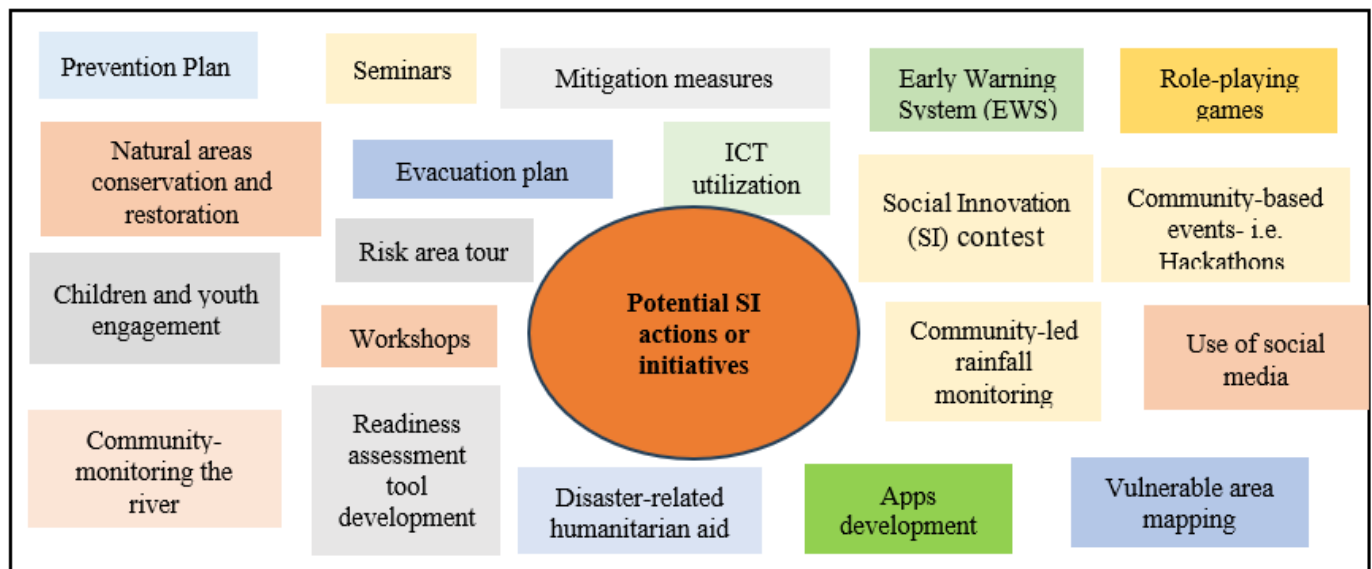 Prevention Plan
Seminars
Mitigation measures
Early Warning
System (EWS)
Role-playing
games
Natural areas
conservation and
restoration
Evacuation plan
ICT
utilization
Social Innovation
(SI) contest
Community-based
events- i.e.
Hackathons
Risk area tour
Children and youth
engagement
Workshops
Potential SI
actions or
initiatives
Community-led
rainfall
monitoring
Use of social
media
Community-
monitoring the
river
Readiness
assessment
tool
development
Disaster-related
humanitarian aid
Apps
development
Vulnerable area
mapping